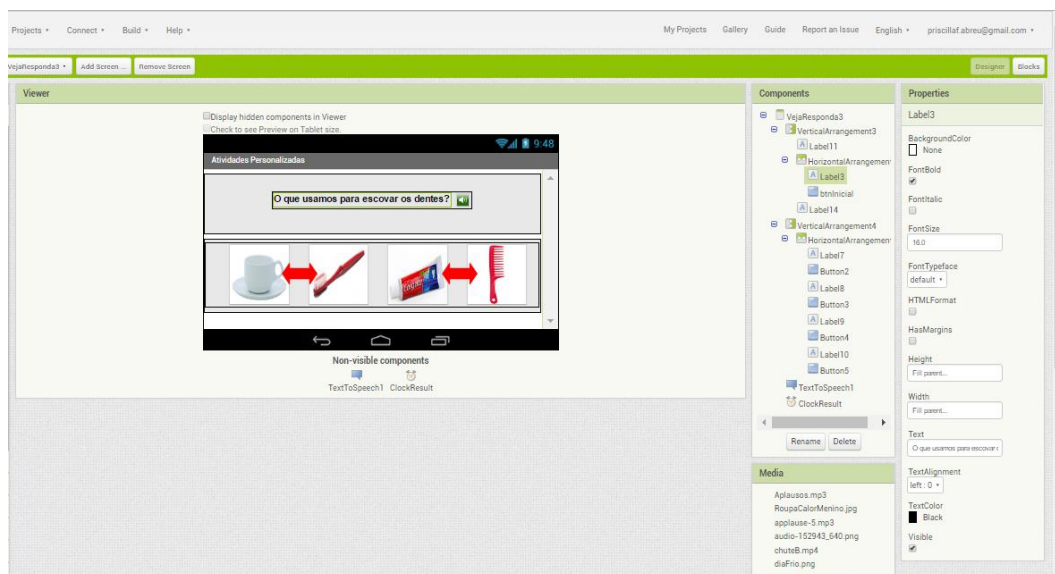 Projects Connect Build Help My Projects Gallery Guide Report an Issue English priscillaf.abreu@gmail.com
VejaResponda3 Add Screen ... Remove Screen Designer Blocks
Viewer
Display hidden components in Viewer
Check to see Preview on Tablet size.
9:48
Atividades Personalizadas
O que usamos para escovar os dentes?
Colgate
Non-visible components
TextToSpeech1 ClockResult
Components
VejaResponda3
VerticalArrangement3
Label11
HorizontalArrangemen
Label3
btnInicial
Label14
VerticalArrangement4
HorizontalArrangemen
Label7
Button2
Label8
Button3
Label9
Button4
Label10
Button5
TextToSpeech1
ClockResult
Rename Delete
Media
Aplausos.mp3
RoupaCalorMenino.jpg
applause-5.mp3
audio-152943_640.png
chuteB.mp4
diaFrio.png
Properties
Label3
BackgroundColor
None
FontBold
FontItalic
FontSize
16.0
FontTypeface
default
HTMLFormat
HasMargins
Height
Fill parent...
Width
Fill parent...
Text
O que usamos para escovar c
TextAlignment
left : 0
TextColor
Black
Visible